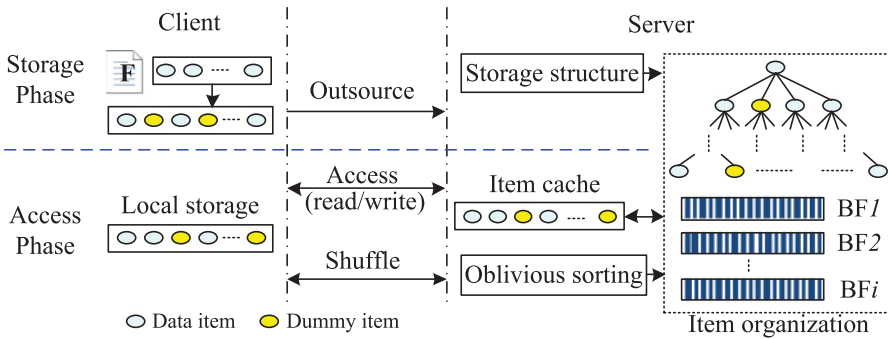 Client
Server
Storage
Phase
F
Outsource
Storage structure
Access
(read/write)
Item cache
Access
Phase
Local storage
BF1
BF2
Shuffle
Oblivious sorting
BFi
Data item
Dummy item
Item organization